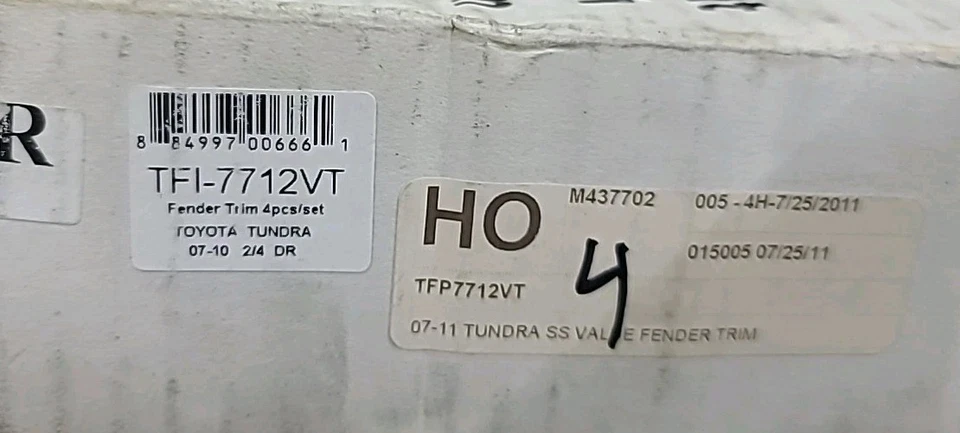 R
8 84997 00666 1
TFI-7712VT
Fender Trim 4pcs/set
TOYOTA TUNDRA
07-10 2/4 DR
HO
M437702
005 - 4H-7/25/2011
015005 07/25/11
4
TFP7712VT
07-11 TUNDRA SS FENDER TRIM